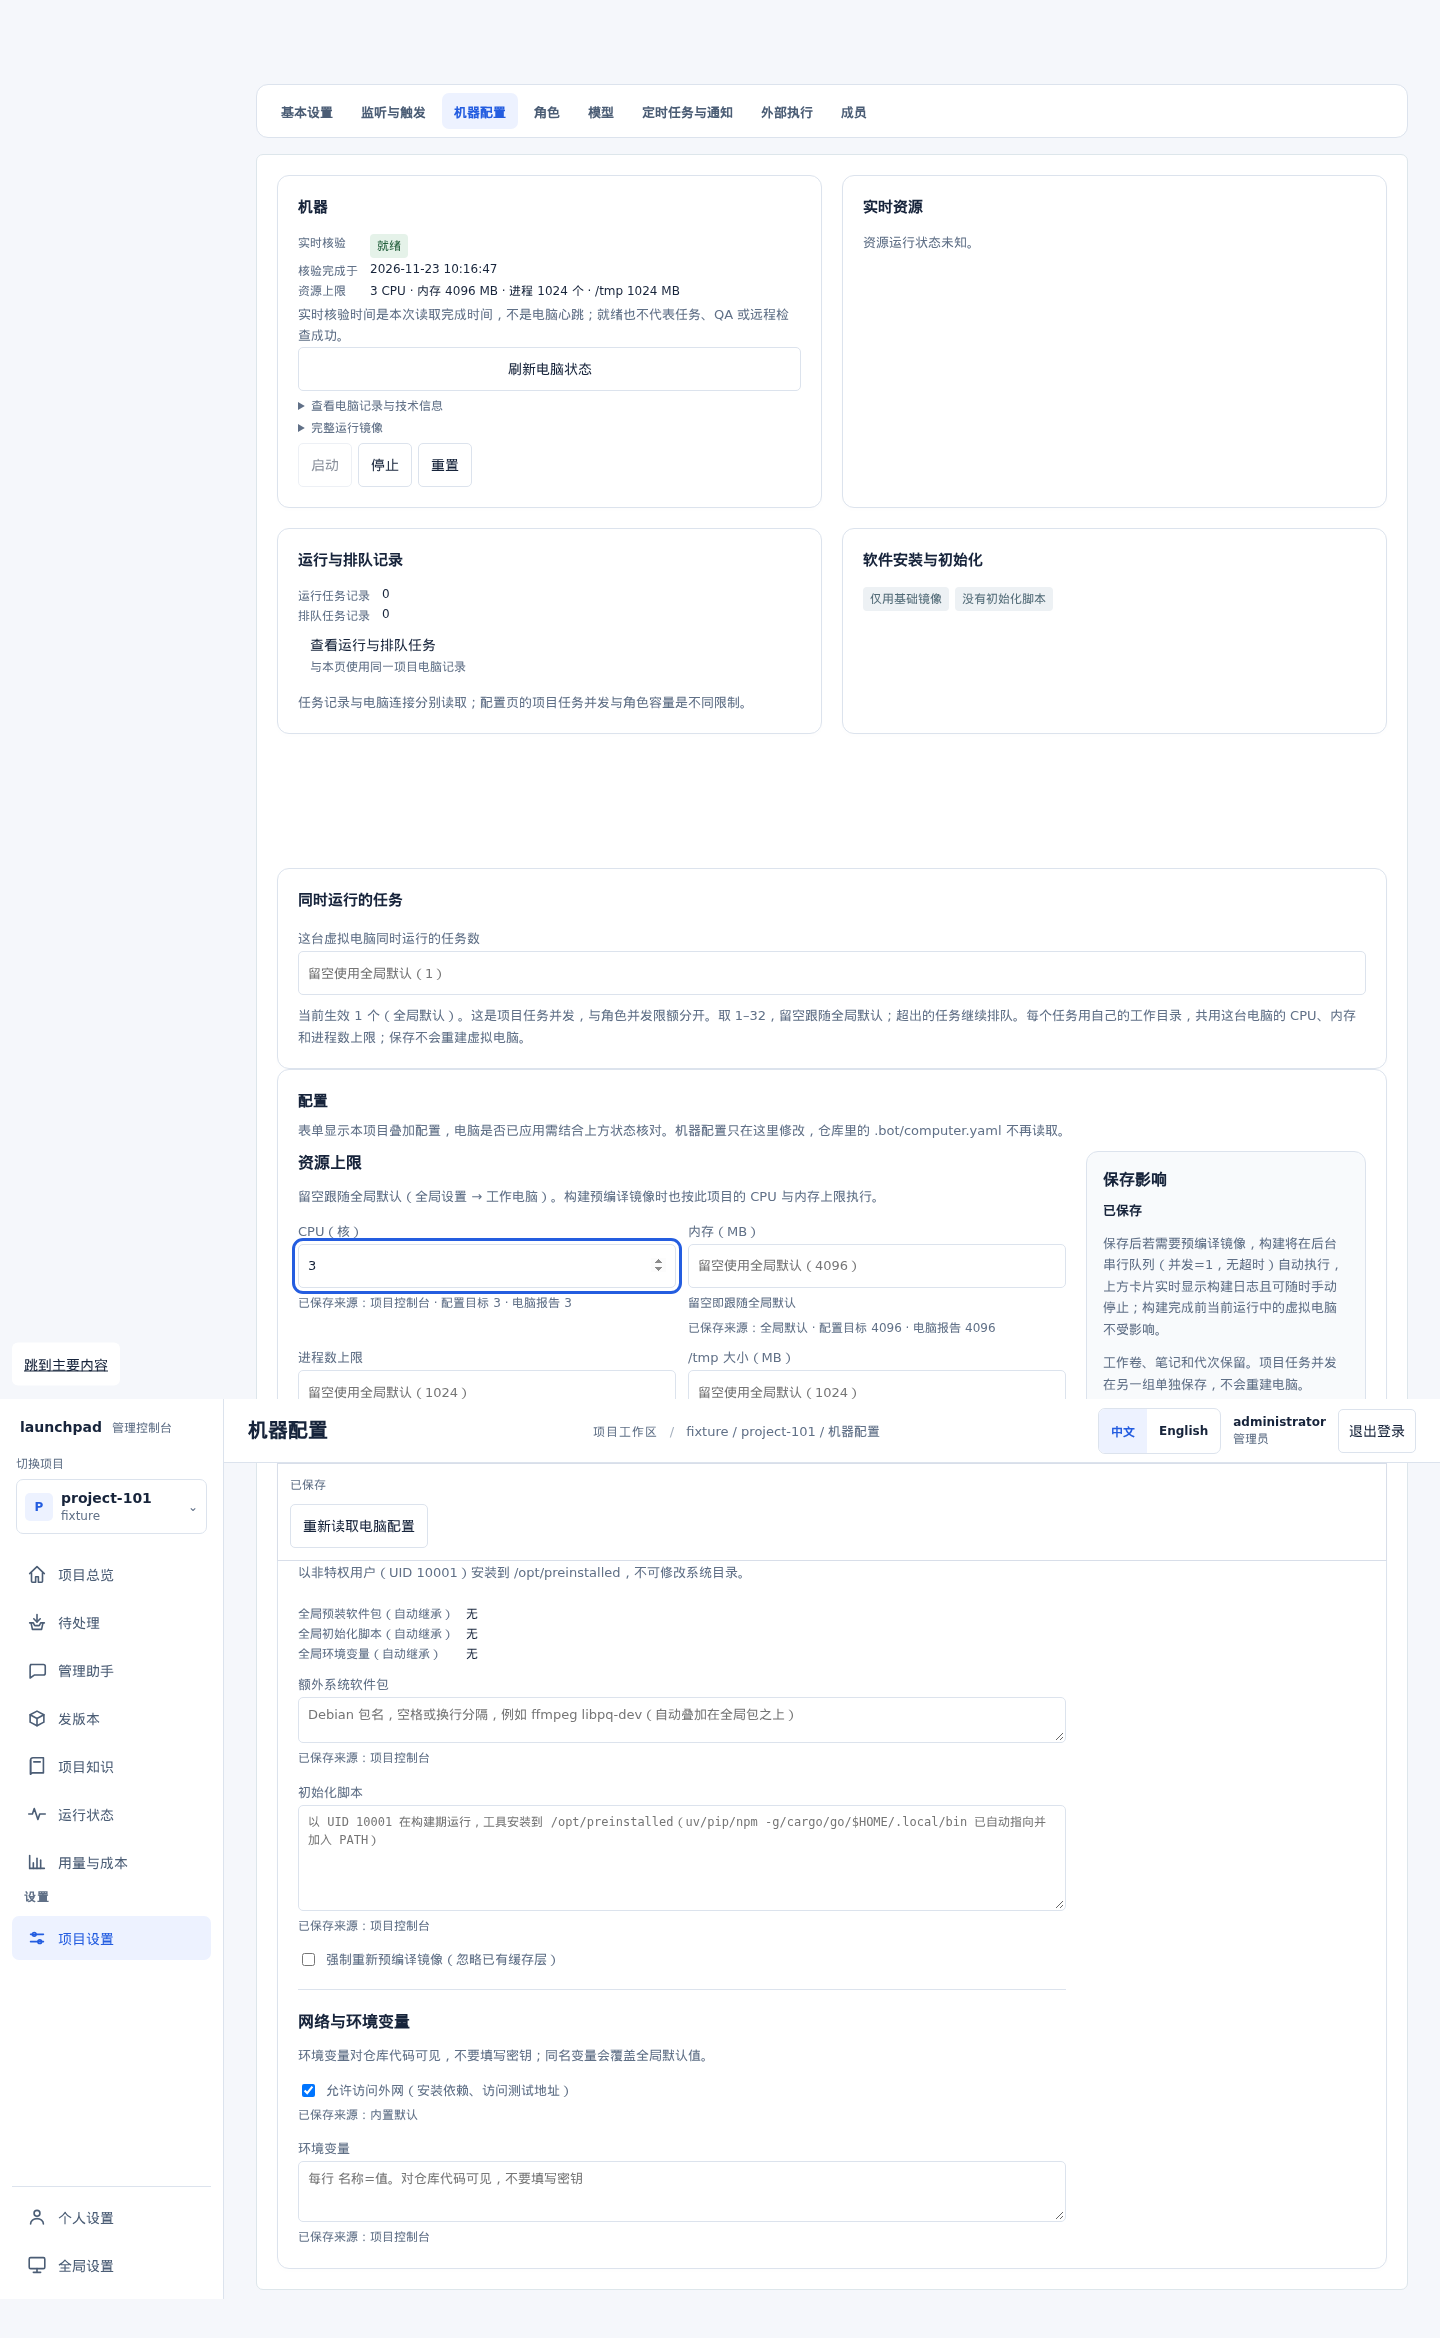 基本设置 监听与触发 机器配置 角色 模型 定时任务与通知 外部执行 成员
机器
实时核验 就绪
核验完成于 2026-11-23 10:16:47
资源上限 3 CPU · 内存 4096 MB · 进程 1024 个 · /tmp 1024 MB
实时核验时间是本次读取完成时间，不是电脑心跳；就绪也不代表任务、QA 或远程检
查成功。
刷新电脑状态
查看电脑记录与技术信息
完整运行镜像
启动 停止 重置
实时资源
资源运行状态未知。
运行与排队记录
运行任务记录 0
排队任务记录 0
查看运行与排队任务
与本页使用同一项目电脑记录
任务记录与电脑连接分别读取；配置页的项目任务并发与角色容量是不同限制。
软件安装与初始化
仅用基础镜像 没有初始化脚本
同时运行的任务
这台虚拟电脑同时运行的任务数
留空使用全局默认（1）
当前生效 1 个（全局默认）。这是项目任务并发，与角色并发限额分开。取 1–32，留空跟随全局默认；超出的任务继续排队。每个任务用自己的工作目录，共用这台电脑的 CPU、内存
和进程数上限；保存不会重建虚拟电脑。
配置
表单显示本项目叠加配置，电脑是否已应用需结合上方状态核对。机器配置只在这里修改，仓库里的 .bot/computer.yaml 不再读取。
资源上限
留空跟随全局默认（全局设置 → 工作电脑）。构建预编译镜像时也按此项目的 CPU 与内存上限执行。
CPU（核）
3
已保存来源：项目控制台 · 配置目标 3 · 电脑报告 3
内存（MB）
留空使用全局默认（4096）
留空即跟随全局默认
已保存来源：全局默认 · 配置目标 4096 · 电脑报告 4096
进程数上限
留空使用全局默认（1024）
/tmp 大小（MB）
留空使用全局默认（1024）
保存影响
已保存
保存后若需要预编译镜像，构建将在后台
串行队列（并发=1，无超时）自动执行，
上方卡片实时显示构建日志且可随时手动
停止；构建完成前当前运行中的虚拟电脑
不受影响。
工作卷、笔记和代次保留。项目任务并发
在另一组单独保存，不会重建电脑。
跳到主要内容
launchpad 管理控制台
切换项目
P project-101
fixture
项目总览
待处理
管理助手
发版本
项目知识
运行状态
用量与成本
设置
项目设置
个人设置
全局设置
机器配置
项目工作区 / fixture / project-101 / 机器配置
中文 English
administrator
管理员
退出登录
已保存
重新读取电脑配置
以非特权用户（UID 10001）安装到 /opt/preinstalled，不可修改系统目录。
全局预装软件包（自动继承） 无
全局初始化脚本（自动继承） 无
全局环境变量（自动继承） 无
额外系统软件包
Debian 包名，空格或换行分隔，例如 ffmpeg libpq-dev（自动叠加在全局包之上）
已保存来源：项目控制台
初始化脚本
以 UID 10001 在构建期运行，工具安装到 /opt/preinstalled（uv/pip/npm -g/cargo/go/$HOME/.local/bin 已自动指向并
加入 PATH）
已保存来源：项目控制台
强制重新预编译镜像（忽略已有缓存层）
网络与环境变量
环境变量对仓库代码可见，不要填写密钥；同名变量会覆盖全局默认值。
允许访问外网（安装依赖、访问测试地址）
已保存来源：内置默认
环境变量
每行 名称=值。对仓库代码可见，不要填写密钥
已保存来源：项目控制台